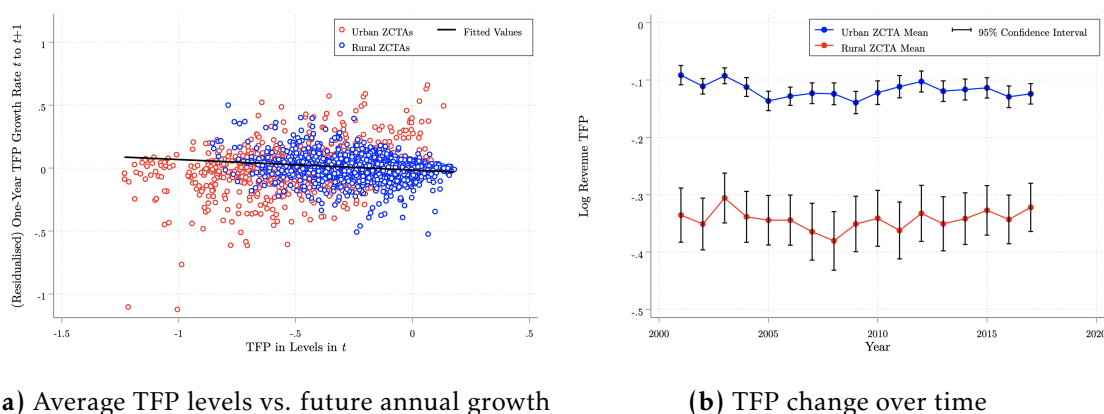 1
.5
0
-.5
-1
-1.5
-1
-.5
0
.5
(Residualised) One-Year TFP Growth Rate t to t+1
TFP in Levels in t
Urban ZCTAs
Fitted Values
Rural ZCTAs
0
-.1
-.2
-.3
-.4
-.5
2000
2005
2010
2015
2020
Log Revenue TFP
Year
Urban ZCTA Mean
95% Confidence Interval
Rural ZCTA Mean
a) Average TFP levels vs. future annual growth
(b) TFP change over time